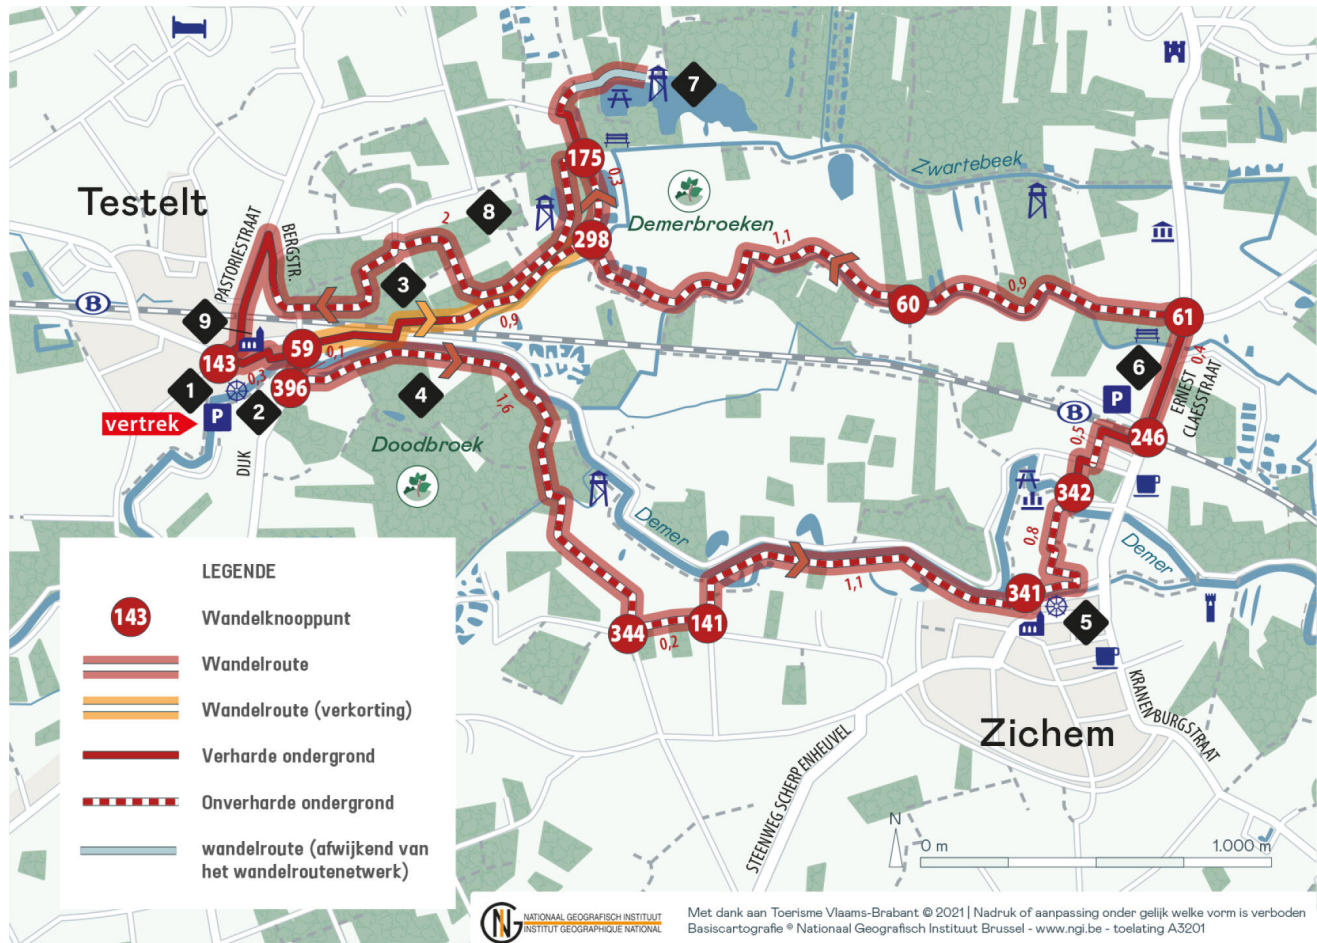 7
175
Zwartebeek
0,3
Testelt
8
2
Demerbroeken
PASTORIESTRAAT
BERGSTR.
298
1,1
3
B
0,9
60
0,9
61
9
59
0,1
143
0,3
396
1
2
P
vertrek
4
1,6
6
0,4
ERNEST
CLAESSTRAAT
P
B
246
0,5
Doodbroek
DIJK
342
Demer
0,8
Demer
1,1
341
5
344
0,2
141
KRANENBURGSTRAAT
Zichem
STEENWEG SCHERPENHEUVEL
LEGENDE
143
Wandelknooppunt
Wandelroute
Wandelroute (verkorting)
Verharde ondergrond
Onverharde ondergrond
wandelroute (afwijkend van
het wandelroutenetwerk)
N
0 m
1.000 m
NGI
NATIONAAL GEOGRAFISCH INSTITUUT
INSTITUT GEOGRAPHIQUE NATIONAL
Met dank aan Toerisme Vlaams-Brabant © 2021 | Nadruk of aanpassing onder gelijk welke vorm is verboden
Basiscartografie ® Nationaal Geografisch Instituut Brussel - www.ngi.be - toelating A3201